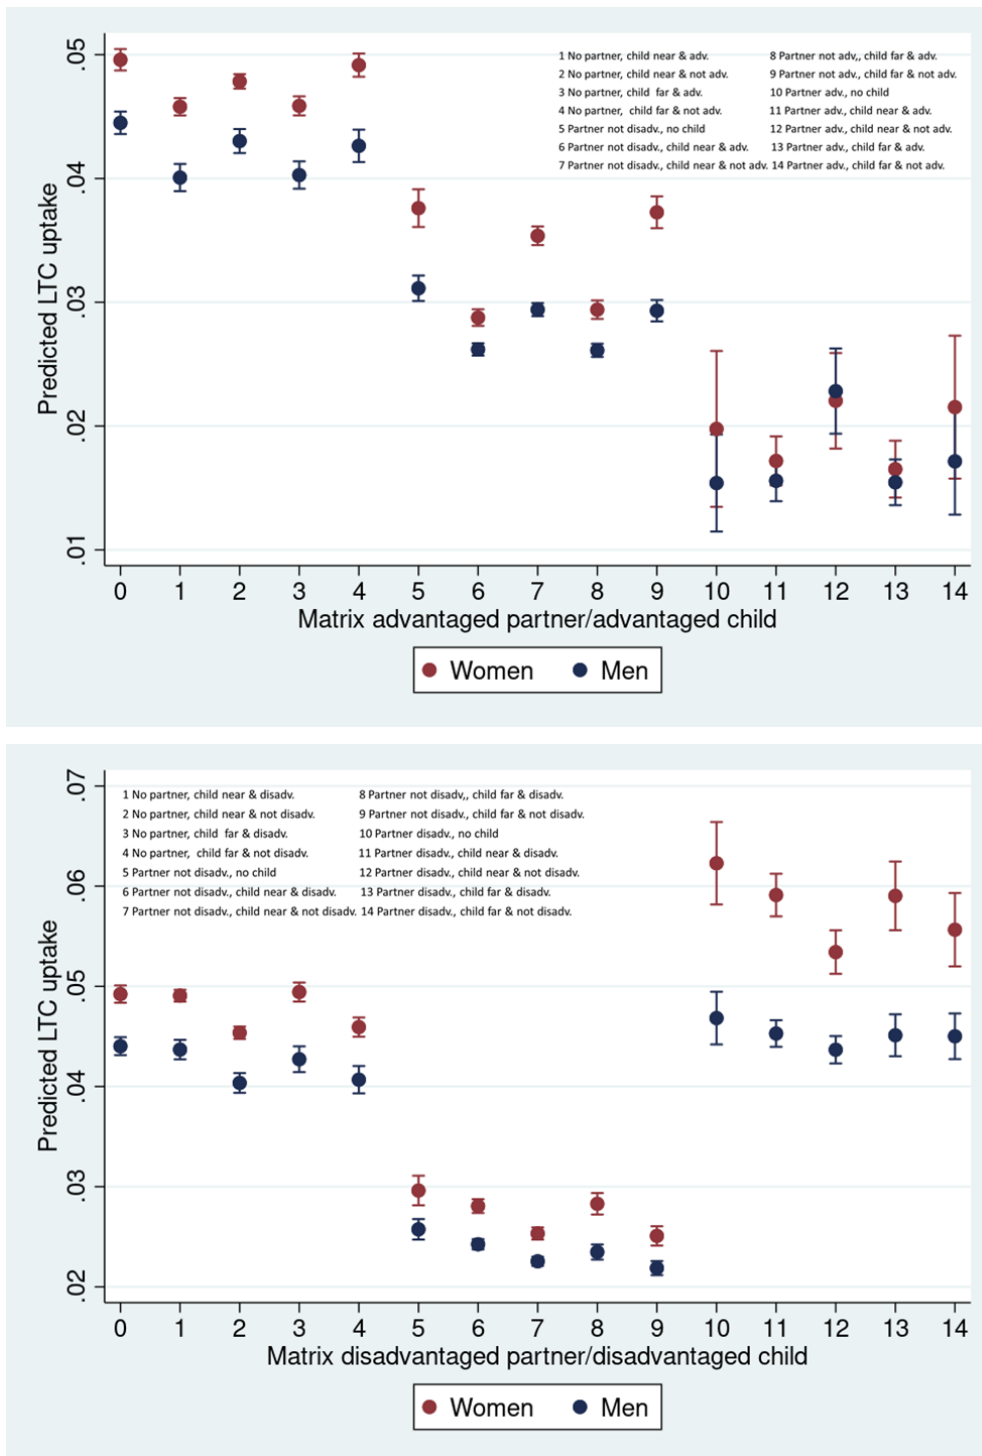 .05
1 No partner, child near & adv.
8 Partner not adv,, child far & adv.
2 No partner, child near & not adv.
9 Partner not adv., child far & not adv.
3 No partner, child  far & adv.
10 Partner adv., no child
4 No partner,  child far & not adv.
11 Partner adv., child near & adv.
5 Partner not disadv., no child
12 Partner adv., child near & not adv.
6 Partner not disadv., child near & adv.
13 Partner adv., child far & adv.
7 Partner not disadv., child near & not adv.
14 Partner adv., child far & not adv.
.04
.03
.02
.01
Predicted LTC uptake
0 1 2 3 4 5 6 7 8 9 10 11 12 13 14
Matrix advantaged partner/advantaged child
Women Men
.07
1 No partner, child near & disadv.
8 Partner not disadv,, child far & disadv.
2 No partner, child near & not disadv.
9 Partner not disadv., child far & not disadv.
3 No partner, child  far & disadv.
10 Partner disadv., no child
4 No partner,  child far & not disadv.
11 Partner disadv., child near & disadv.
5 Partner not disadv., no child
12 Partner disadv., child near & not disadv.
6 Partner not disadv., child near & disadv.
13 Partner disadv., child far & disadv.
7 Partner not disadv., child near & not disadv.
14 Partner disadv., child far & not disadv.
.06
.05
.04
.03
.02
Predicted LTC uptake
0 1 2 3 4 5 6 7 8 9 10 11 12 13 14
Matrix disadvantaged partner/disadvantaged child
Women Men